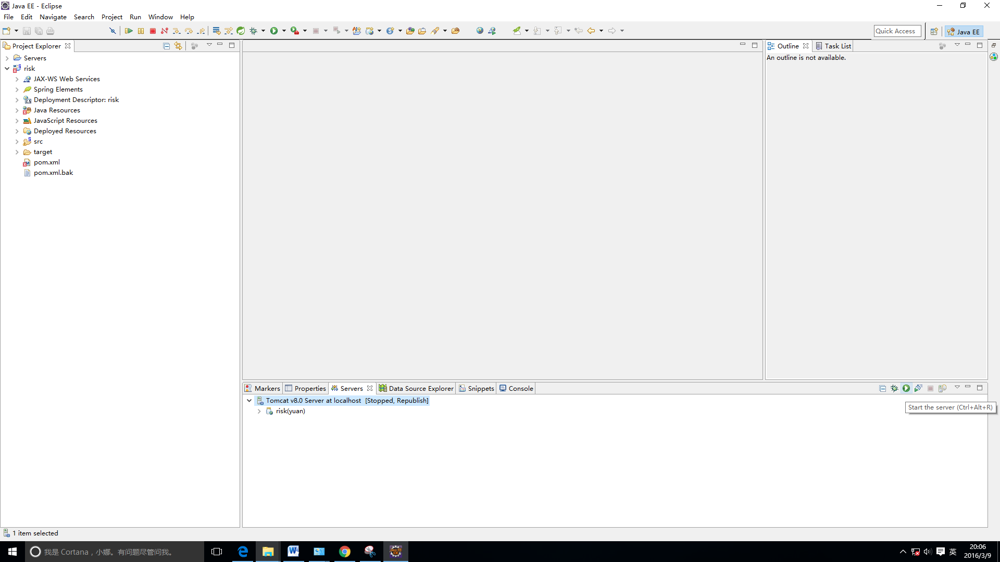 Java EE - Eclipse
File Edit Navigate Search Project Run Window Help
Quick Access
Java EE
Project Explorer
Servers
risk
JAX-WS Web Services
Spring Elements
Deployment Descriptor: risk
Java Resources
JavaScript Resources
Deployed Resources
src
target
pom.xml
pom.xml.bak
Outline
Task List
An outline is not available.
Markers
Properties
Servers
Data Source Explorer
Snippets
Console
Tomcat v8.0 Server at localhost [Stopped, Republish]
risk(yuan)
Start the server (Ctrl+Alt+R)
1 item selected
我是 Cortana，小娜。有问题尽管问我。
英
20:06
2016/3/9